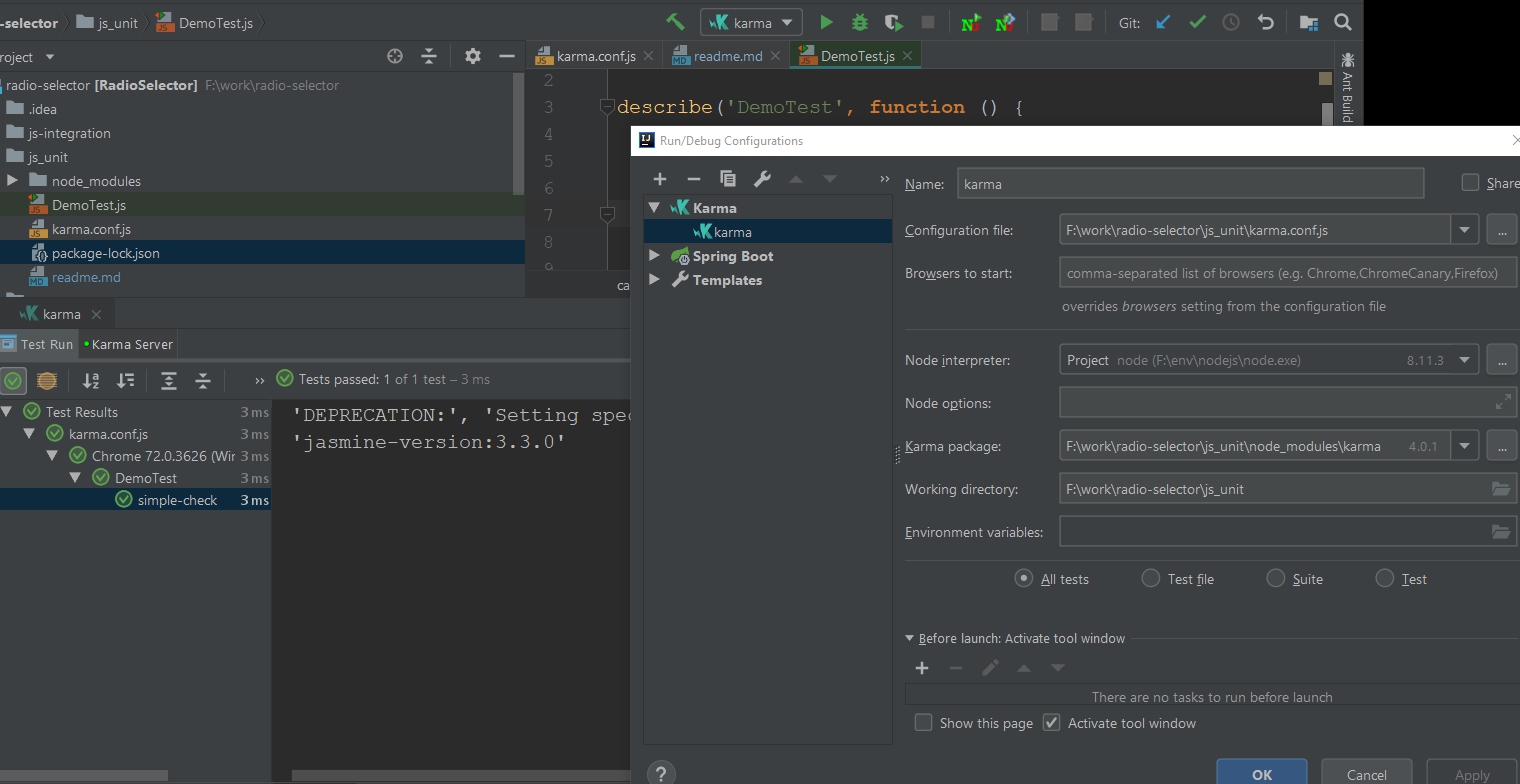 -selector
js_unit
DemoTest.js
karma
Git:
roject
karma.conf.js
readme.md
DemoTest.js
radio-selector [RadioSelector] F:\work\radio-selector
.idea
js-integration
js_unit
node_modules
DemoTest.js
karma.conf.js
package-lock.json
readme.md
2
3
4
5
6
7
8
9
describe('DemoTest', function () {
ca
Ant Build
karma
Test Run
Karma Server
Tests passed: 1 of 1 test – 3 ms
Test Results 3 ms
karma.conf.js 3 ms
Chrome 72.0.3626 (Wir 3 ms
DemoTest 3 ms
simple-check 3 ms
'DEPRECATION:', 'Setting spec
'jasmine-version:3.3.0'
Run/Debug Configurations
Karma
karma
Spring Boot
Templates
Name: karma
Share
Configuration file: F:\work\radio-selector\js_unit\karma.conf.js
...
Browsers to start: comma-separated list of browsers (e.g. Chrome,ChromeCanary,Firefox)
overrides browsers setting from the configuration file
Node interpreter: Project node (F:\env\nodejs\node.exe) 8.11.3
...
Node options:
Karma package: F:\work\radio-selector\js_unit\node_modules\karma 4.0.1
...
Working directory: F:\work\radio-selector\js_unit
Environment variables:
All tests
Test file
Suite
Test
Before launch: Activate tool window
There are no tasks to run before launch
Show this page
Activate tool window
?
OK
Cancel
Apply